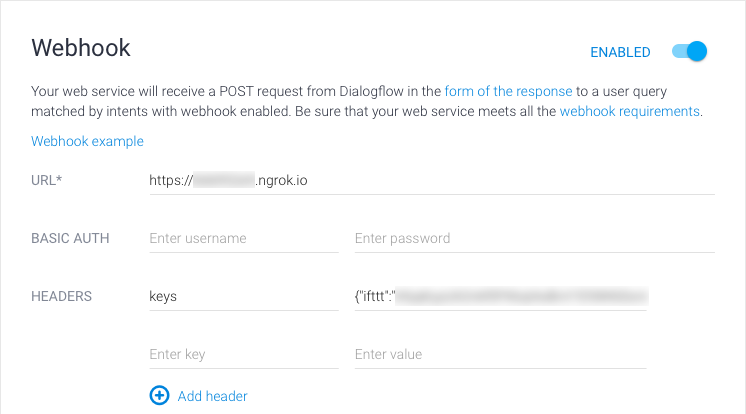 Webhook
ENABLED
Your web service will receive a POST request from Dialogflow in the form of the response to a user query
matched by intents with webhook enabled. Be sure that your web service meets all the webhook requirements.
Webhook example
URL* https:// .ngrok.io
BASIC AUTH Enter username Enter password
HEADERS keys {"ifttt":"
Enter key Enter value
Add header